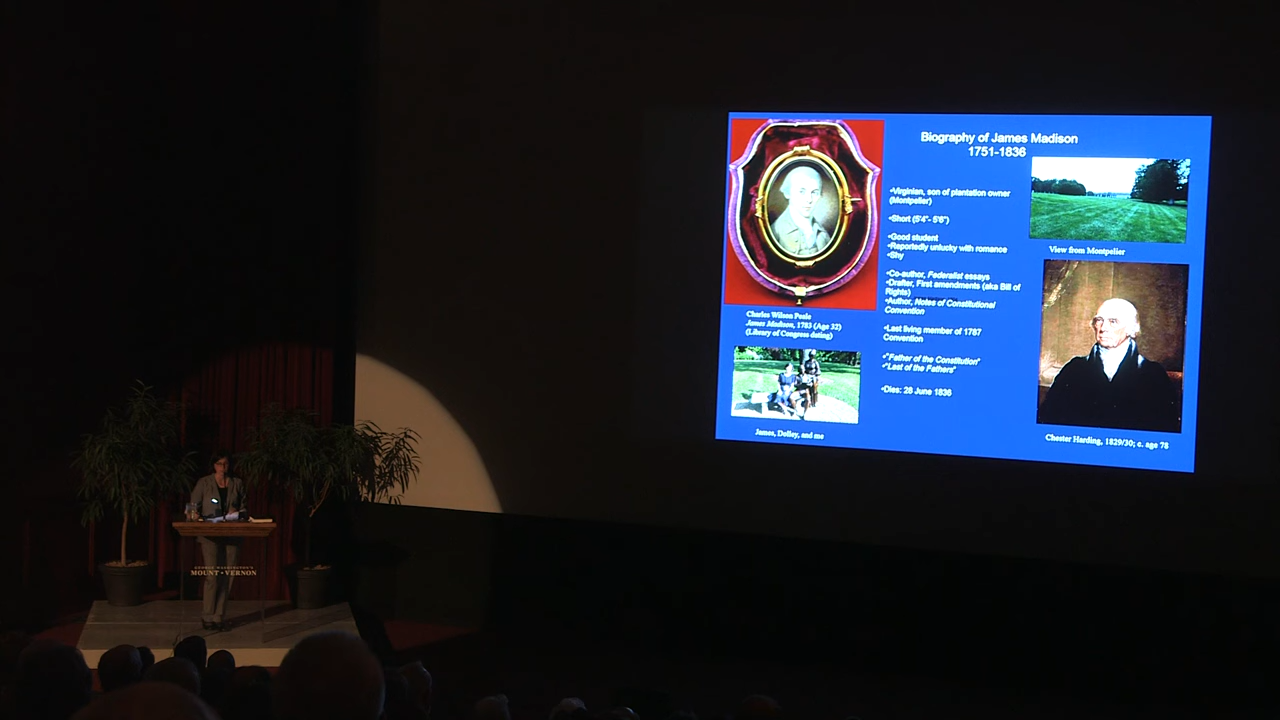 Biography of James Madison
1751-1836
•Virginian, son of plantation owner
(Montpelier)
•Short (5'4"- 5'6")
•Good student
•Reportedly unlucky with romance
•Shy
•Co-author, Federalist essays
•Drafter, First amendments (aka Bill of
Rights)
•Author, Notes of Constitutional
Convention
•Last living member of 1787
Convention
•"Father of the Constitution"
•"Last of the Fathers"
•Dies: 28 June 1836
Charles Wilson Peale
James Madison, 1783 (Age 32)
(Library of Congress dating)
James, Dolley, and me
View from Montpelier
Chester Harding, 1829/30; c. age 78
GEORGE WASHINGTON'S
MOUNT • VERNON